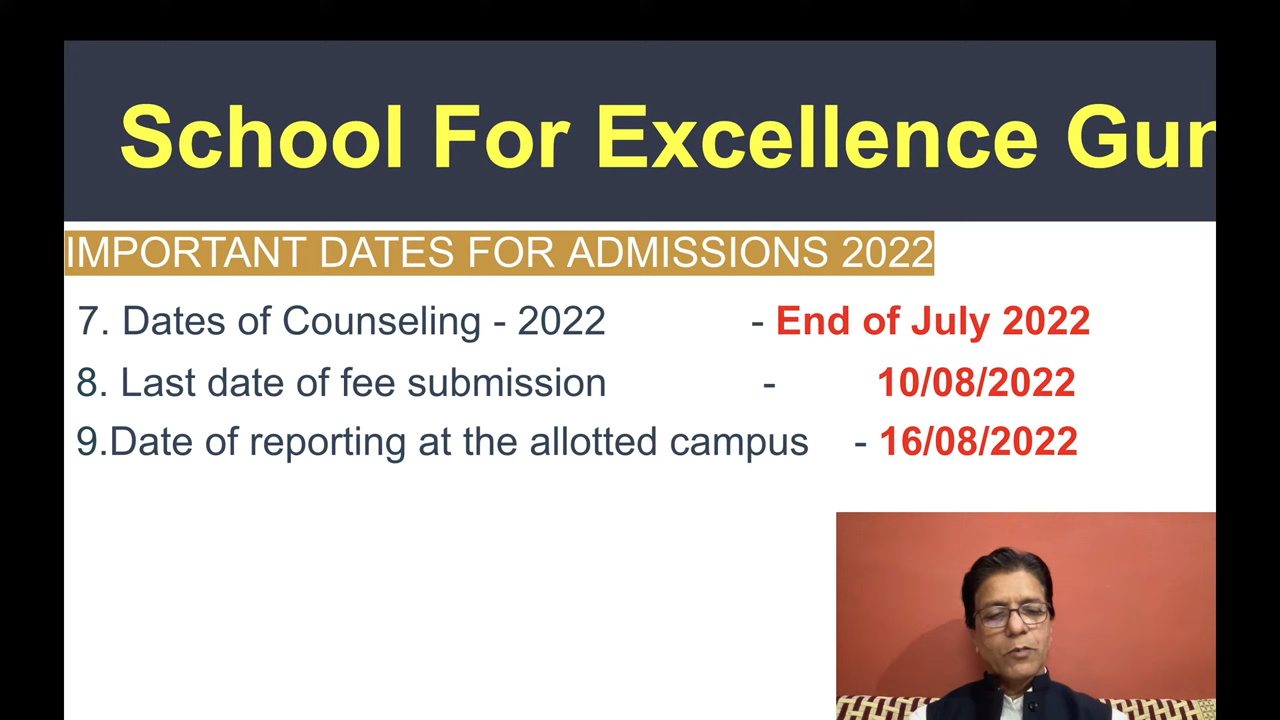 School For Excellence Gun
IMPORTANT DATES FOR ADMISSIONS 2022
7. Dates of Counseling - 2022 - End of July 2022
8. Last date of fee submission - 10/08/2022
9.Date of reporting at the allotted campus - 16/08/2022